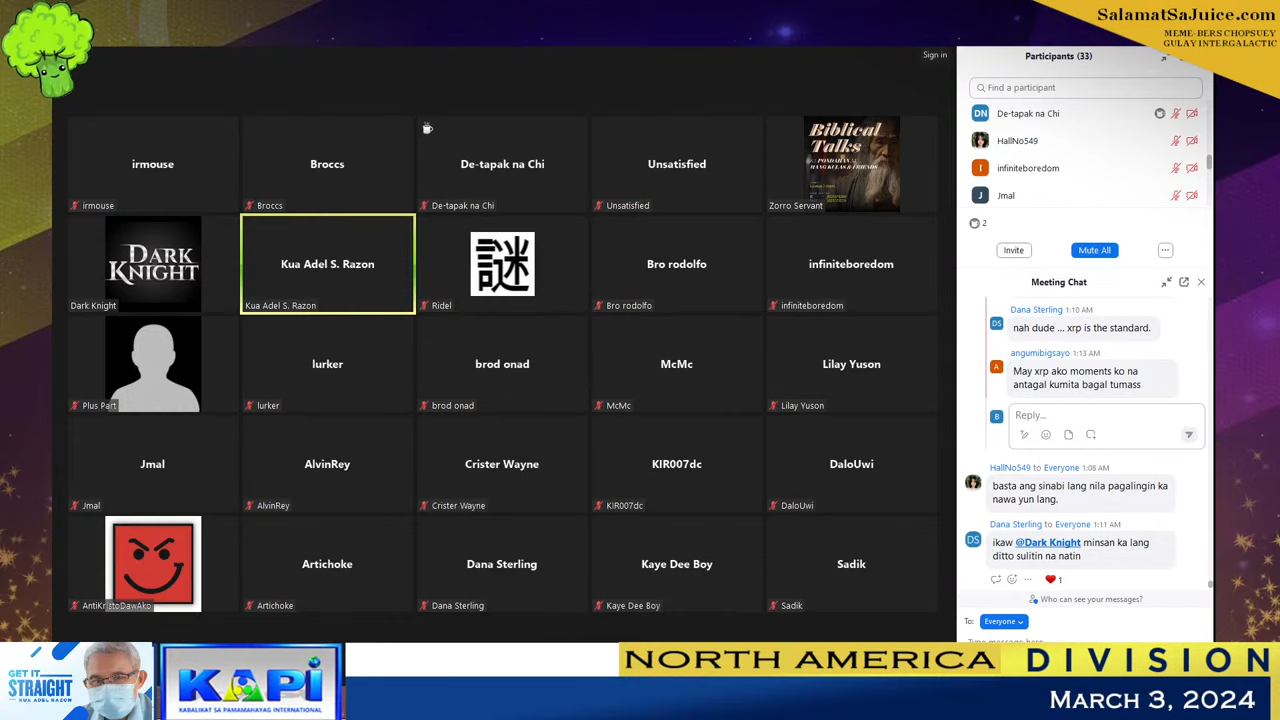 SalamatSaJuice.com
MEME-BERS CHOPSUEY
GULAY INTERGALACTIC
Sign in
irmouse
irmouse
Broccs
Broccs
De-tapak na Chi
De-tapak na Chi
Unsatisfied
Unsatisfied
Biblical
Talks
Zorro Servant
DARK
KNIGHT
Dark Knight
Kua Adel S. Razon
Kua Adel S. Razon
謎
Ridel
Bro rodolfo
Bro rodolfo
infiniteboredom
infiniteboredom
Plus Part
lurker
lurker
brod onad
brod onad
McMc
McMc
Lilay Yuson
Lilay Yuson
Jmal
Jmal
AlvinRey
AlvinRey
Crister Wayne
Crister Wayne
KIR007dc
KIR007dc
DaloUwi
DaloUwi
AntiKristoDawAko
Artichoke
Artichoke
Dana Sterling
Dana Sterling
Kaye Dee Boy
Kaye Dee Boy
Sadik
Sadik
Participants (33)
Find a participant
DN De-tapak na Chi
HallNo549
I infiniteboredom
J Jmal
2
Invite
Mute All
...
Meeting Chat
Dana Sterling 1:10 AM
DS nah dude ... xrp is the standard.
angumibigsayo 1:13 AM
A May xrp ako moments ko na
antagal kumita bagal tumass
B Reply...
HallNo549 to Everyone 1:08 AM
basta ang sinabi lang nila pagalingin ka
nawa yun lang.
Dana Sterling to Everyone 1:11 AM
DS ikaw @Dark Knight minsan ka lang
ditto sulitin na natin
1
Who can see your messages?
To: Everyone
Type message here
GET IT
STRAIGHT
KUA ADEL RAZON
KAPI
KABALIKAT SA PAMAMAHAYAG INTERNATIONAL
NORTH AMERICA DIVISION
MARCH 3, 2024